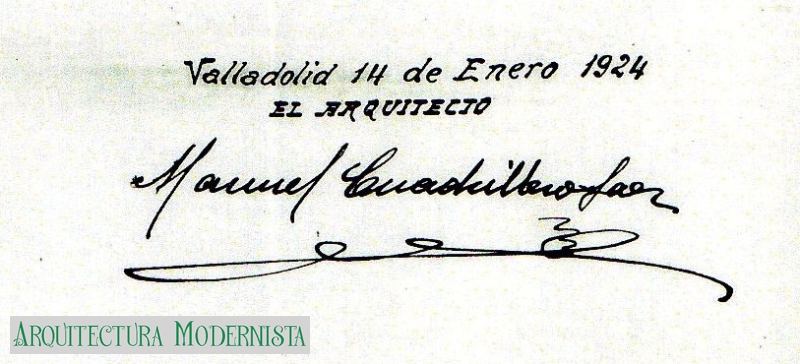 Valladolid 14 de Enero 1924
EL ARQUITECTO
Manuel Cuadrillero Saez
ARQUITECTURA MODERNISTA